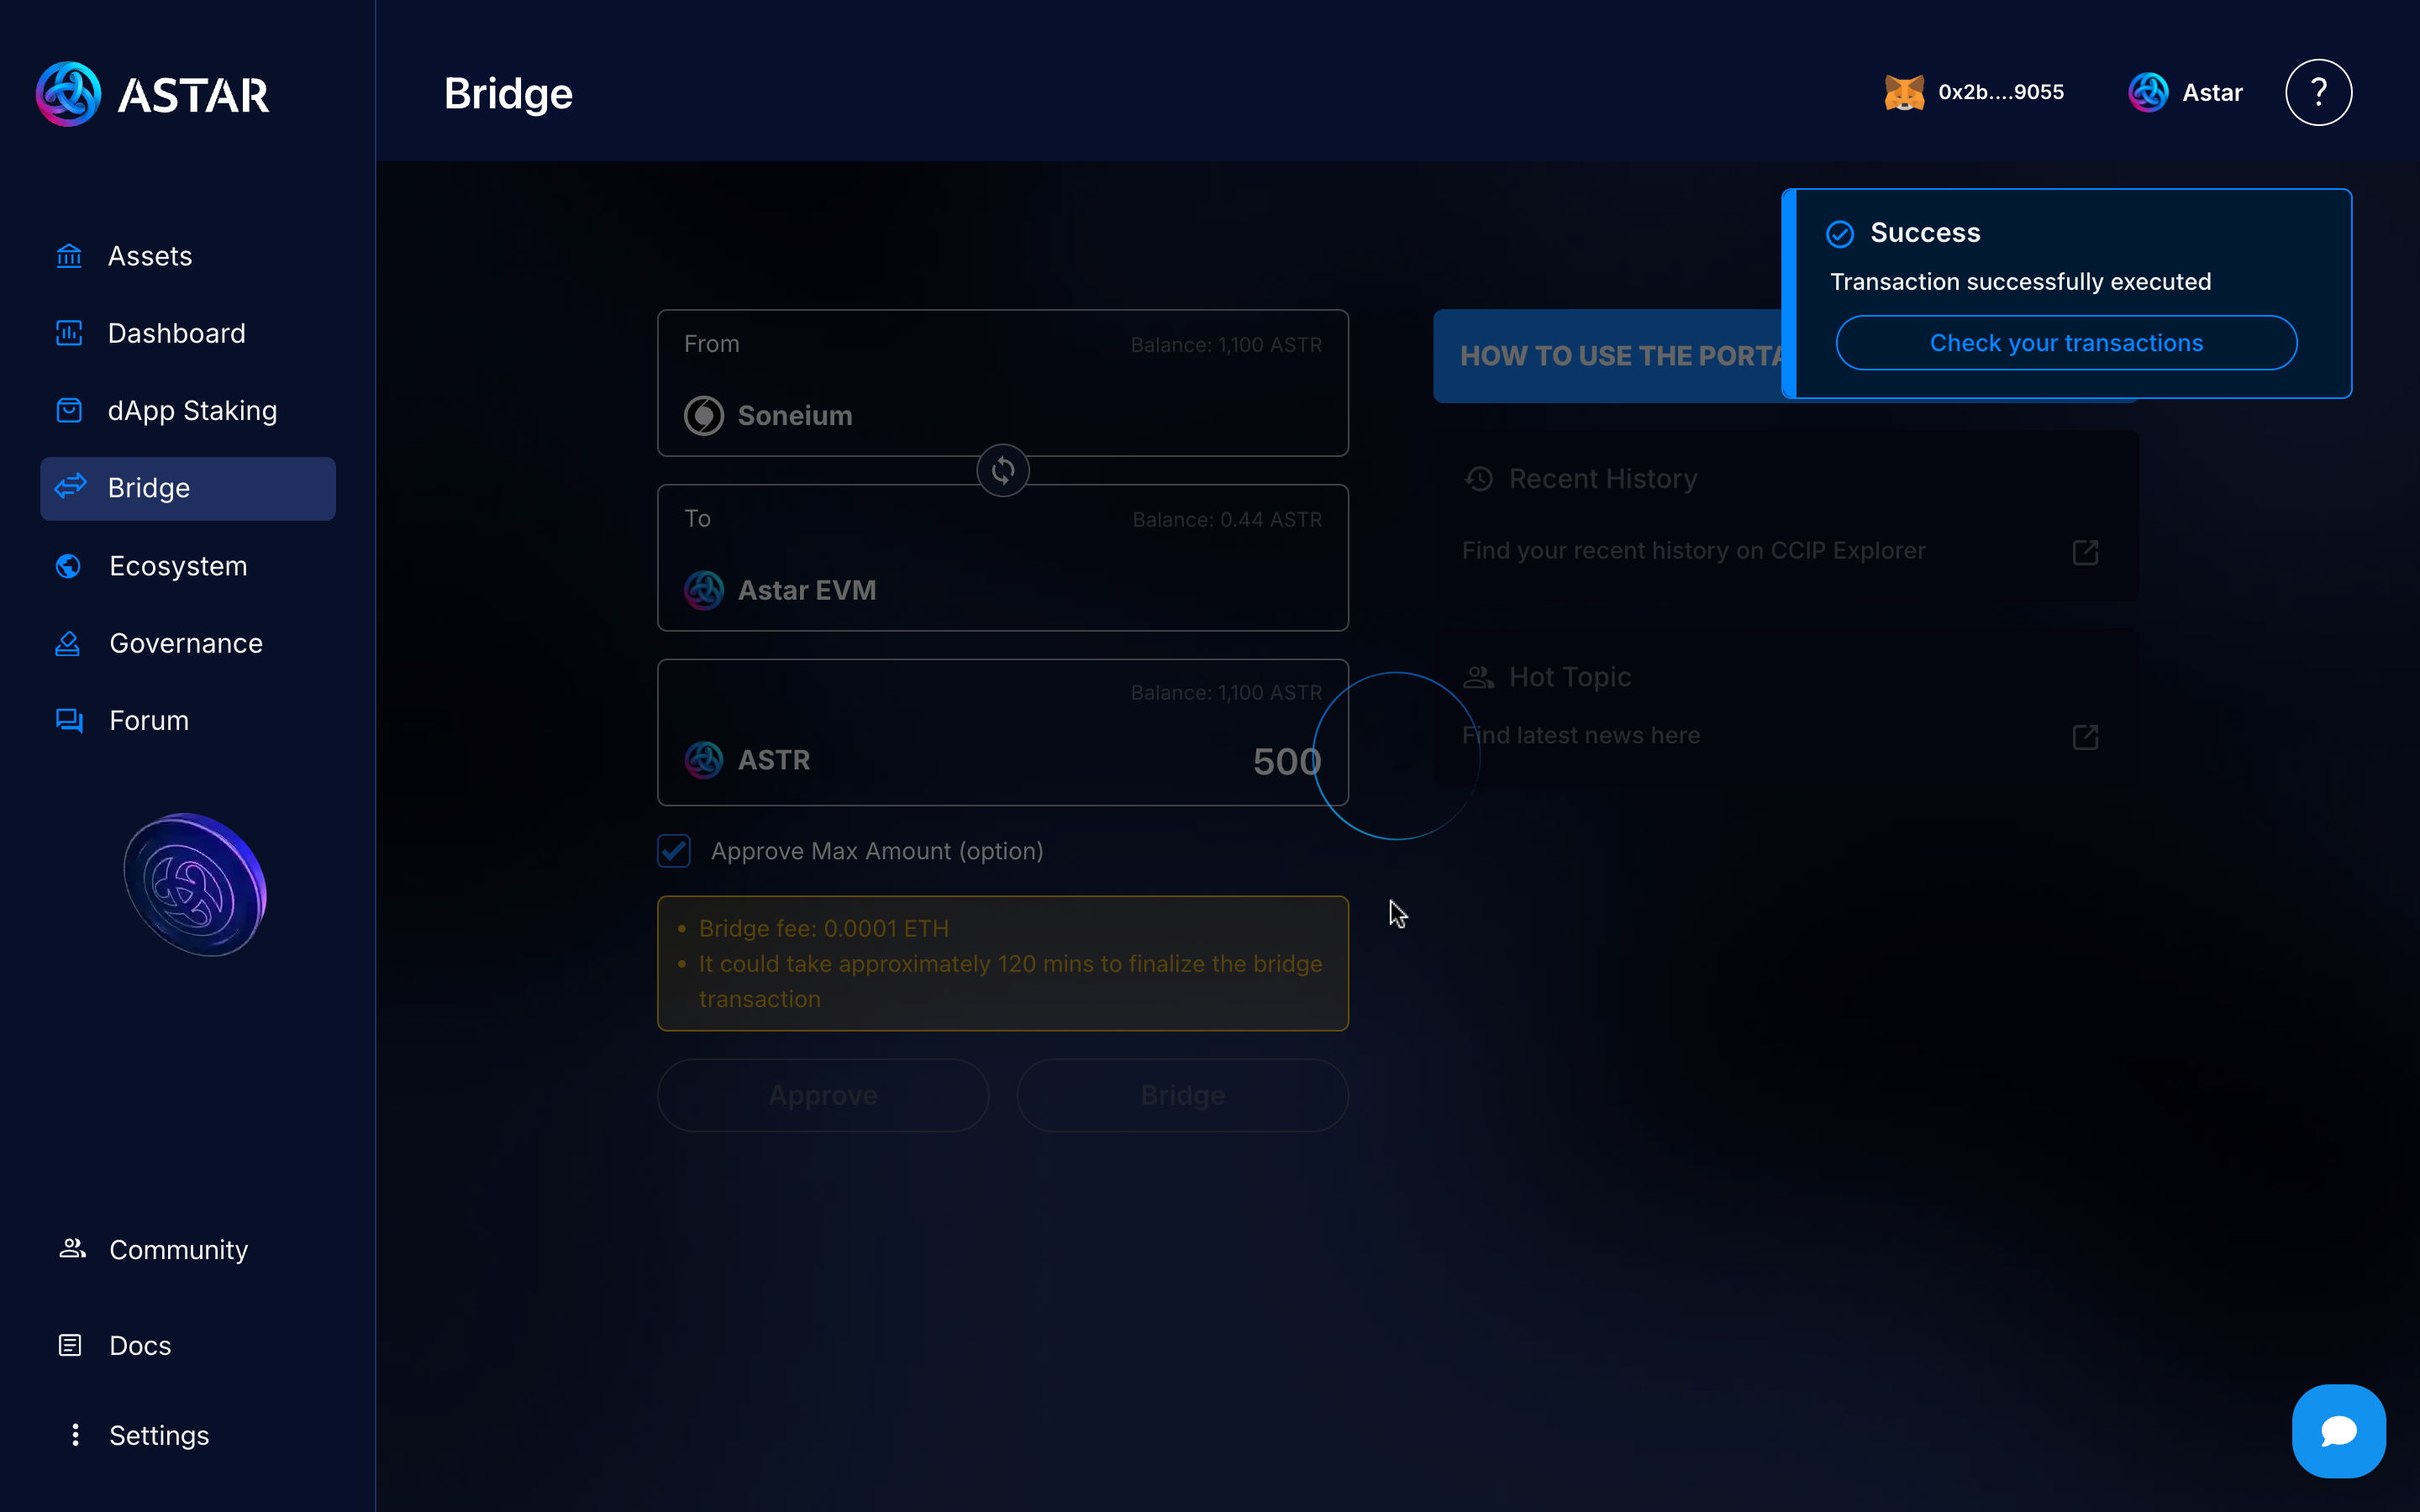 ASTAR
Bridge
0x2b....9055
Astar
?
Assets
Dashboard
dApp Staking
Bridge
Ecosystem
Governance
Forum
Community
Docs
Settings
Success
Transaction successfully executed
Check your transactions
From
Balance: 1,100 ASTR
Soneium
To
Balance: 0.44 ASTR
Astar EVM
Balance: 1,100 ASTR
ASTR
500
Approve Max Amount (option)
• Bridge fee: 0.0001 ETH
• It could take approximately 120 mins to finalize the bridge
transaction
Approve
Bridge
HOW TO USE THE PORTA
Recent History
Find your recent history on CCIP Explorer
Hot Topic
Find latest news here